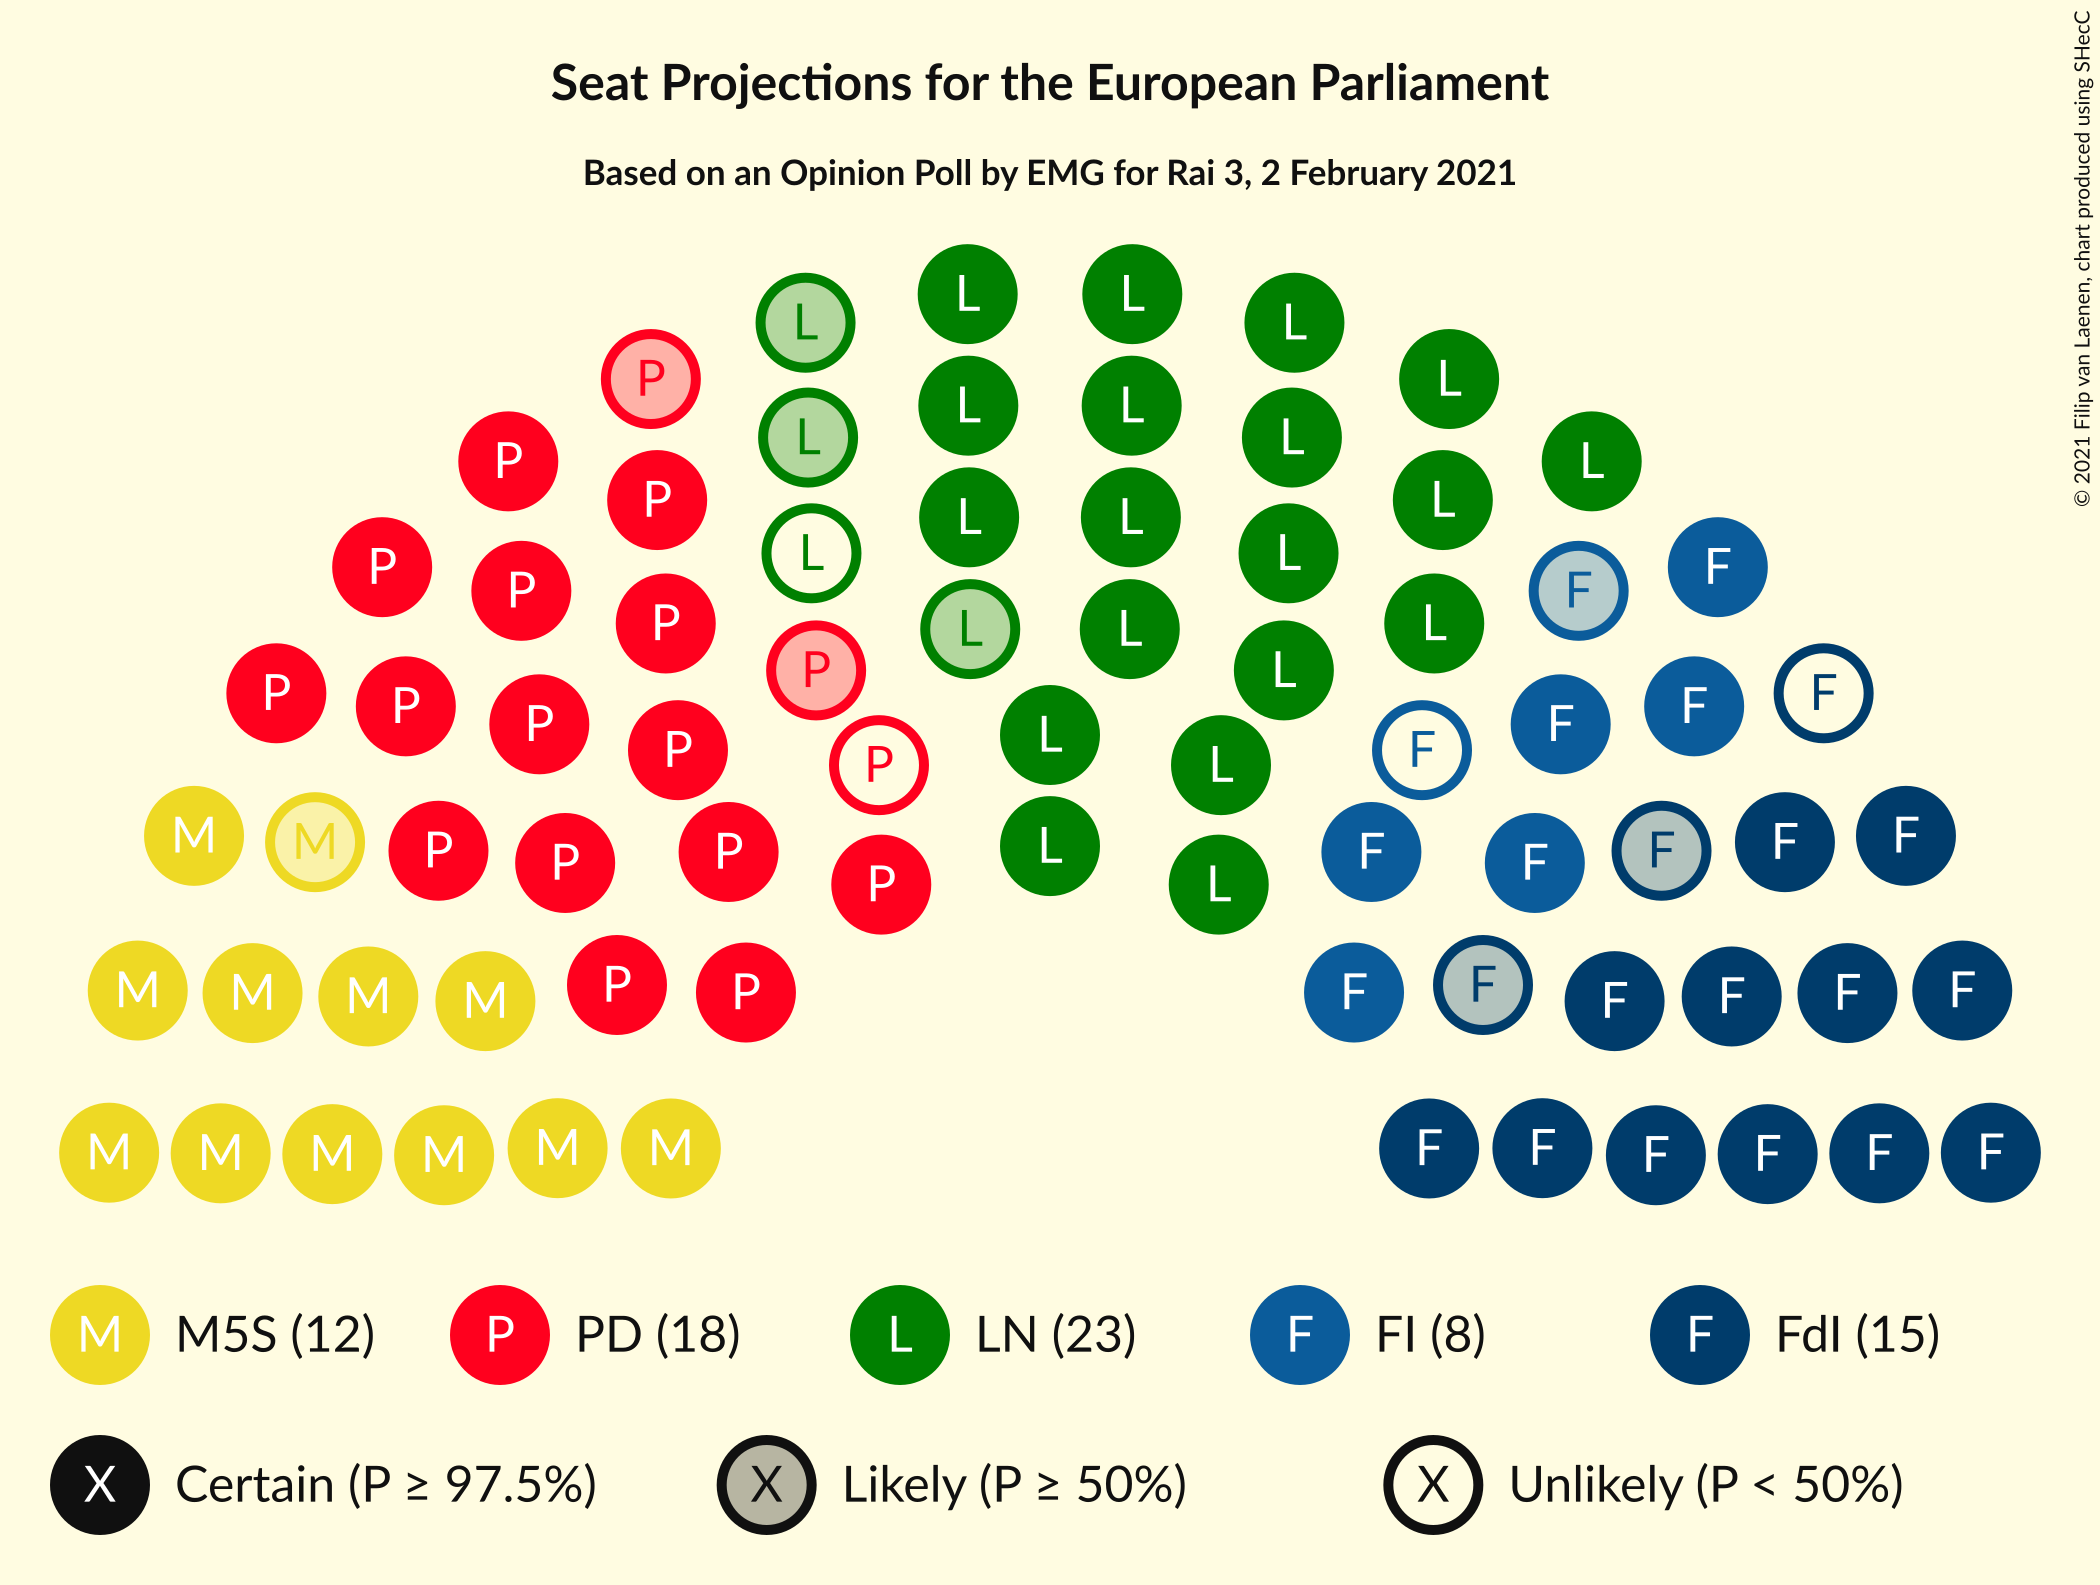 Seat Projections for the European Parliament
Based on an Opinion Poll by EMG for Rai 3, 2 February 2021
© 2021 Filip van Laenen, chart produced using SHecC
L L
L L
P L
L L
P L L L
P P L L
L L
P P L F F
P L L F
P L L
P P F F
P P L F F
P L L F
M M P P P L F F F F F
P L
M M M M P P F F F F F F
M M M M M M F F F F F F
M M5S (12) P PD (18) L LN (23) F FI (8) F FdI (15)
X Certain (P ≥ 97.5%) X Likely (P ≥ 50%) X Unlikely (P < 50%)